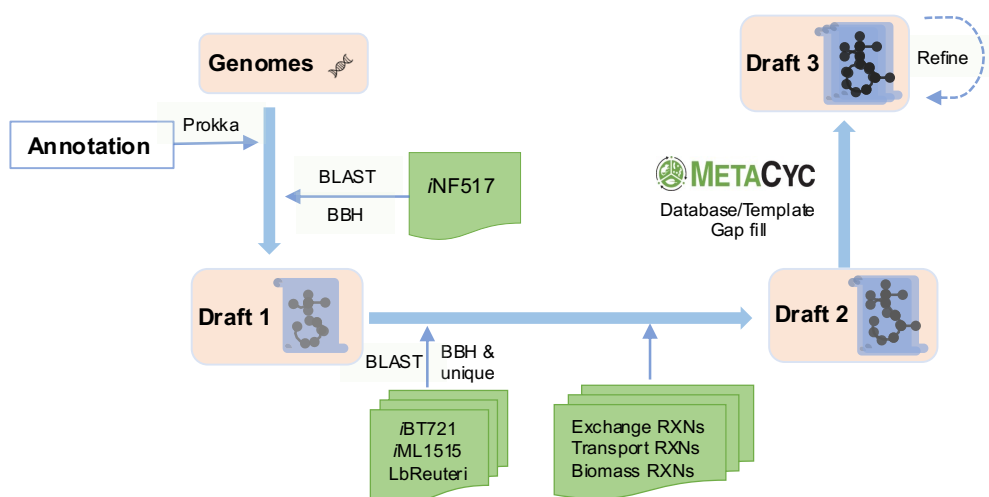 Genomes
Prokka
Annotation
BLAST
BBH
iNF517
Draft 1
BLAST
BBH &
unique
iBT721
iML1515
LbReuteri
Exchange RXNs
Transport RXNs
Biomass RXNs
Draft 2
METACYC
Database/Template
Gap fill
Draft 3
Refine